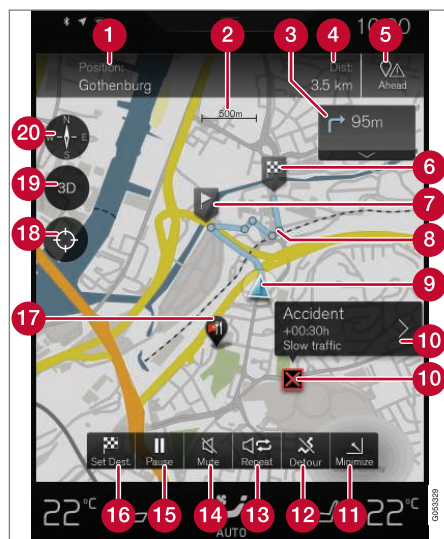 1
2
3
4
5
Position:
Gothenburg
Dist:
3.5 km
Ahead
500m
95m
20
N
W E
S
19
3D
18
6
7
8
9
17
Accident
+00:30h
Slow traffic
10
10
Set Dest.
Pause
Mute
Repeat
Detour
Minimize
16
15
14
13
12
11
22°C
AUTO
22°C
G053329